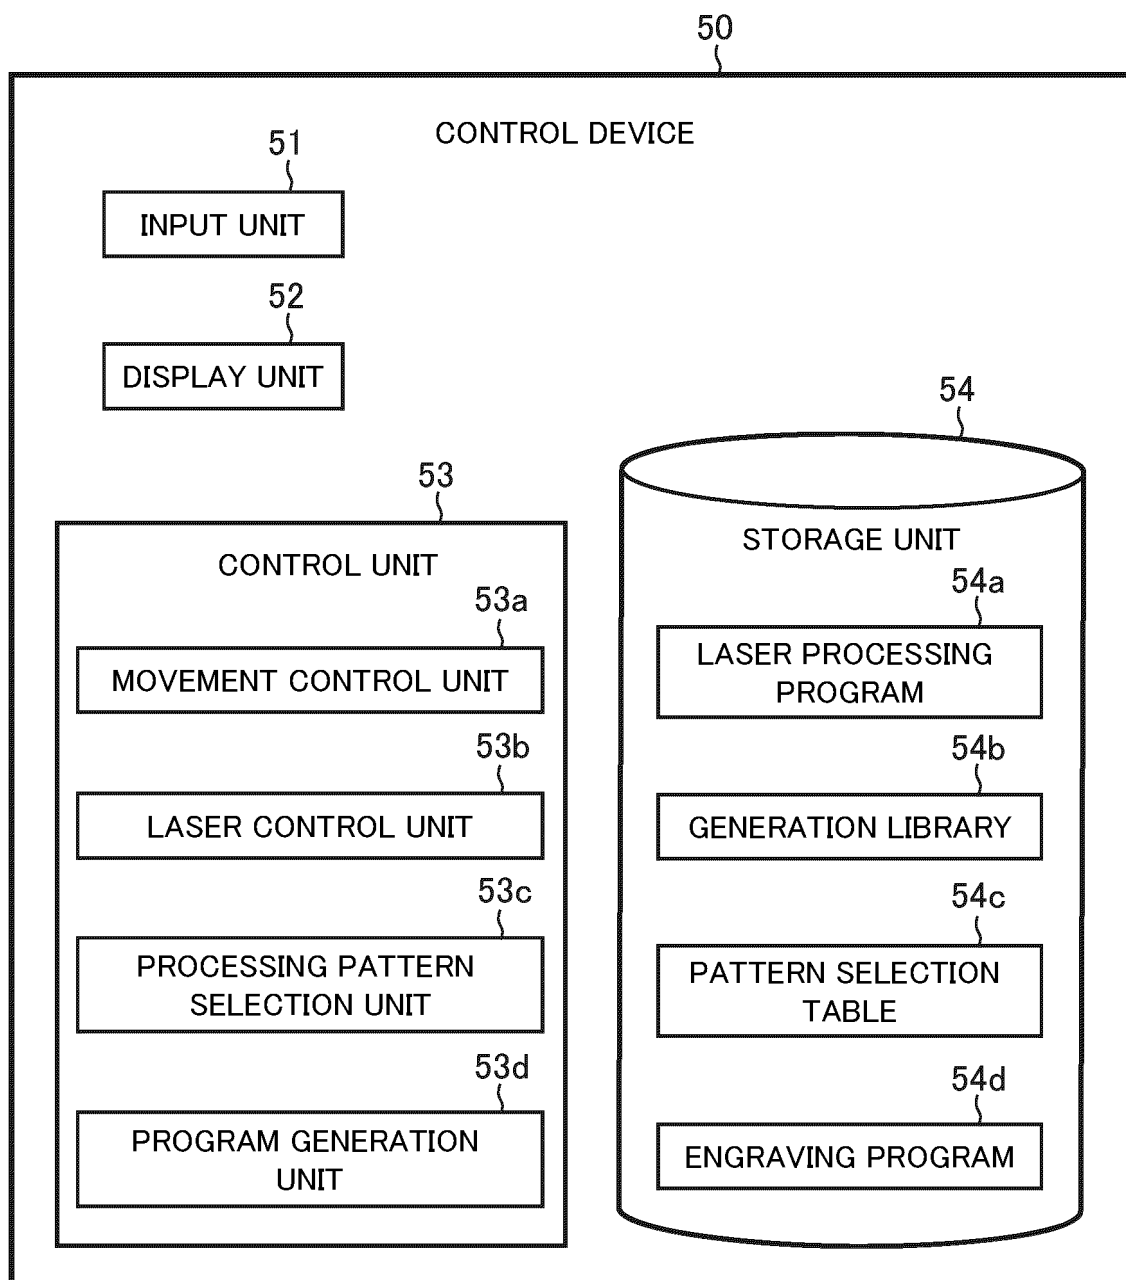 50
CONTROL DEVICE
51
INPUT UNIT
52
DISPLAY UNIT
53
CONTROL UNIT
53a
MOVEMENT CONTROL UNIT
53b
LASER CONTROL UNIT
53c
PROCESSING PATTERN
SELECTION UNIT
53d
PROGRAM GENERATION
UNIT
54
STORAGE UNIT
54a
LASER PROCESSING
PROGRAM
54b
GENERATION LIBRARY
54c
PATTERN SELECTION
TABLE
54d
ENGRAVING PROGRAM